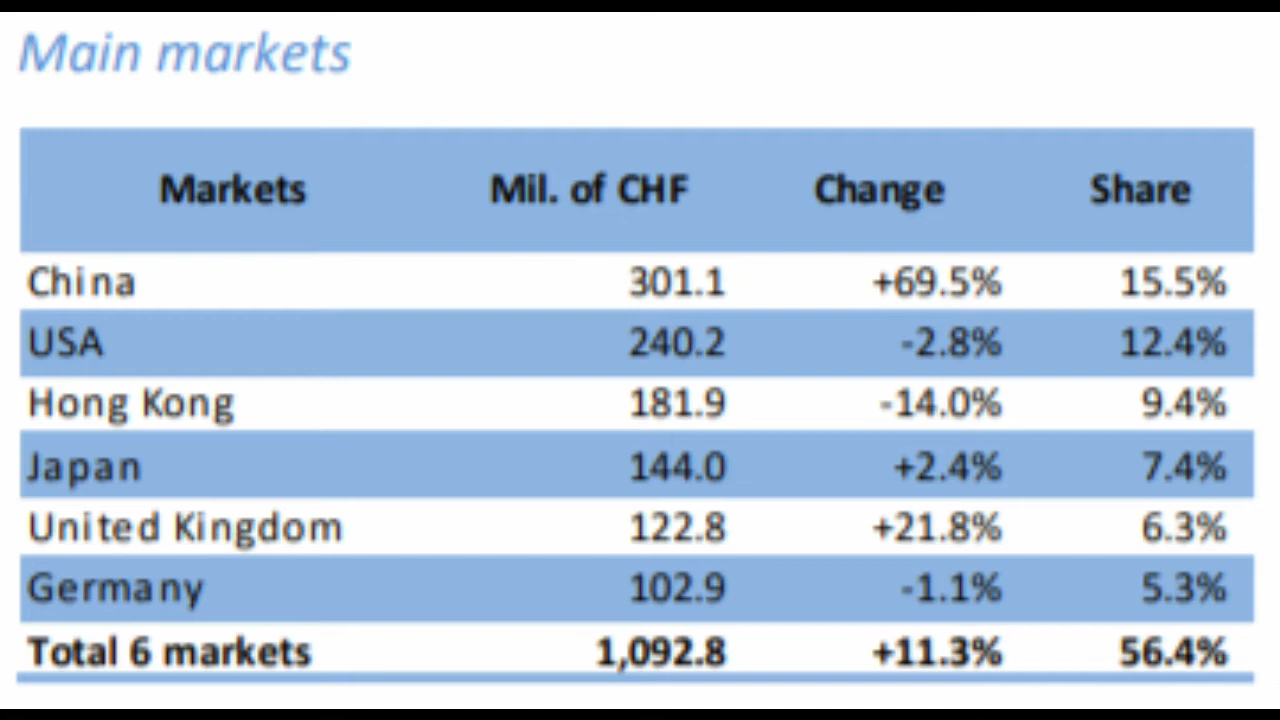 Main markets
Markets Mil. of CHF Change Share
China 301.1 +69.5% 15.5%
USA 240.2 -2.8% 12.4%
Hong Kong 181.9 -14.0% 9.4%
Japan 144.0 +2.4% 7.4%
United Kingdom 122.8 +21.8% 6.3%
Germany 102.9 -1.1% 5.3%
Total 6 markets 1,092.8 +11.3% 56.4%